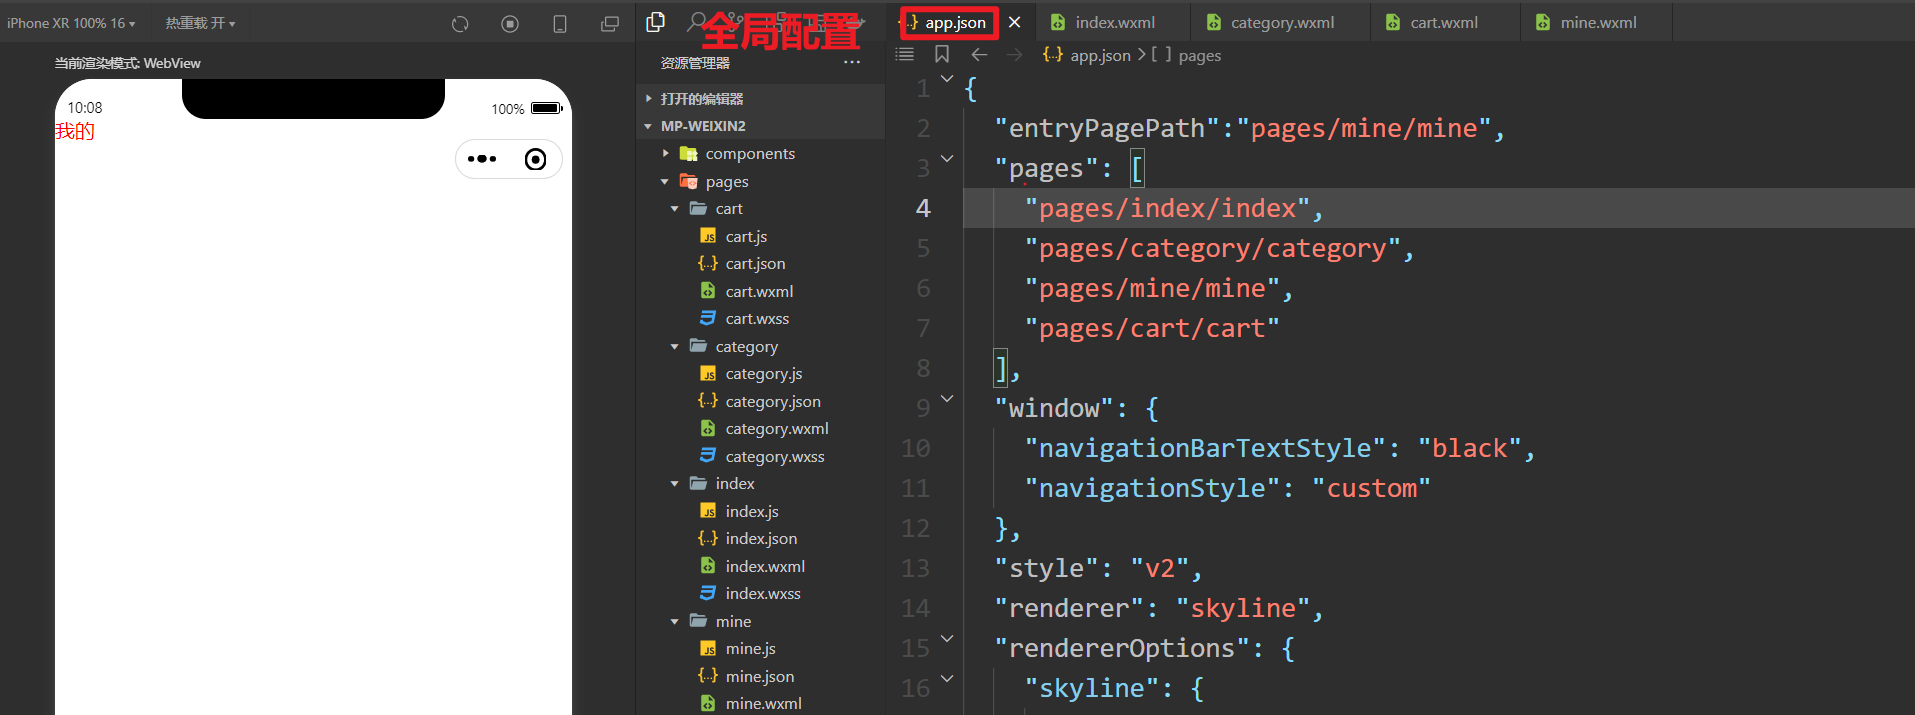 iPhone XR 100% 16
热重载 开
全局配置
app.json
index.wxml
category.wxml
cart.wxml
mine.wxml
当前渲染模式: WebView
资源管理器
app.json
pages
10:08
100%
我的
打开的编辑器
MP-WEIXIN2
components
pages
cart
cart.js
cart.json
cart.wxml
cart.wxss
category
category.js
category.json
category.wxml
category.wxss
index
index.js
index.json
index.wxml
index.wxss
mine
mine.js
mine.json
mine.wxml
1 {
2 "entryPagePath":"pages/mine/mine",
3 "pages": [
4 "pages/index/index",
5 "pages/category/category",
6 "pages/mine/mine",
7 "pages/cart/cart"
8 ],
9 "window": {
10 "navigationBarTextStyle": "black",
11 "navigationStyle": "custom"
12 },
13 "style": "v2",
14 "renderer": "skyline",
15 "rendererOptions": {
16 "skyline": {